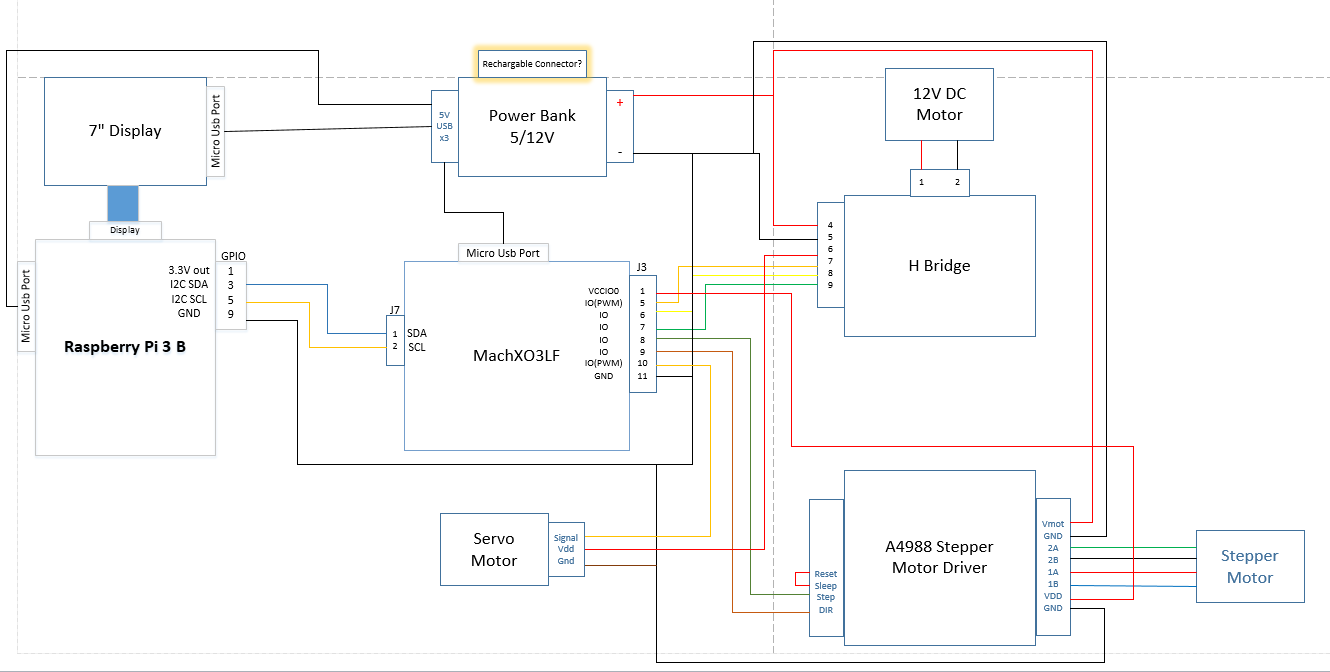 Rechargable Connector?
7" Display
Micro Usb Port
5V
USB
x3
Power Bank
5/12V
+
-
12V DC
Motor
1 2
Display
Micro Usb Port
GPIO
3.3V out 1
I2C SDA 3
I2C SCL 5
GND 9
Raspberry Pi 3 B
Micro Usb Port
J7
1 SDA
2 SCL
MachXO3LF
J3
VCCIO0 1
IO(PWM) 5
IO 6
IO 7
IO 8
IO 9
IO(PWM) 10
GND 11
4
5
6
7
8
9
H Bridge
Servo
Motor
Signal
Vdd
Gnd
Reset
Sleep
Step
DIR
A4988 Stepper
Motor Driver
Vmot
GND
2A
2B
1A
1B
VDD
GND
Stepper
Motor